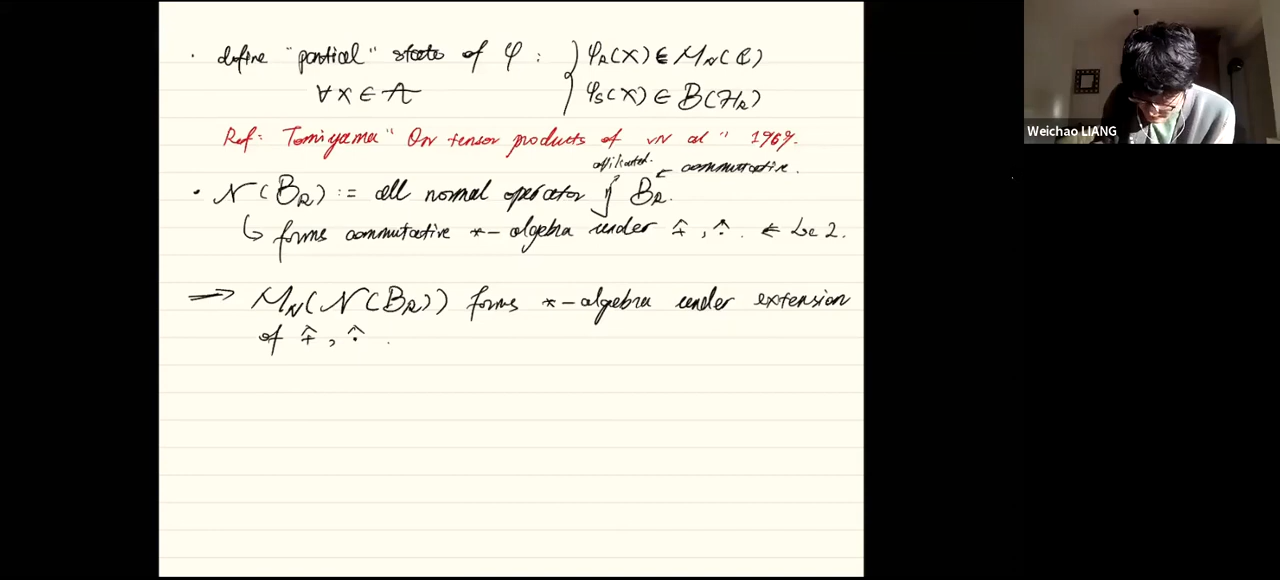 · define "partial" state of φ : } φ_R(X) ∈ M_N(ℂ)
∀ X ∈ A } φ_S(X) ∈ B(H_R)
Ref: Tomiyama " On tensor products of vN al " 1969.
affiliated. ← commutative.
· N(B_R) := all normal operator of B_R.
↳ forms commutative *-algebra under +̂ , ·̂ . ← Lec 2.
→ M_N(N(B_R)) forms *-algebra under extension
of +̂ , ·̂ .
Weichao LIANG